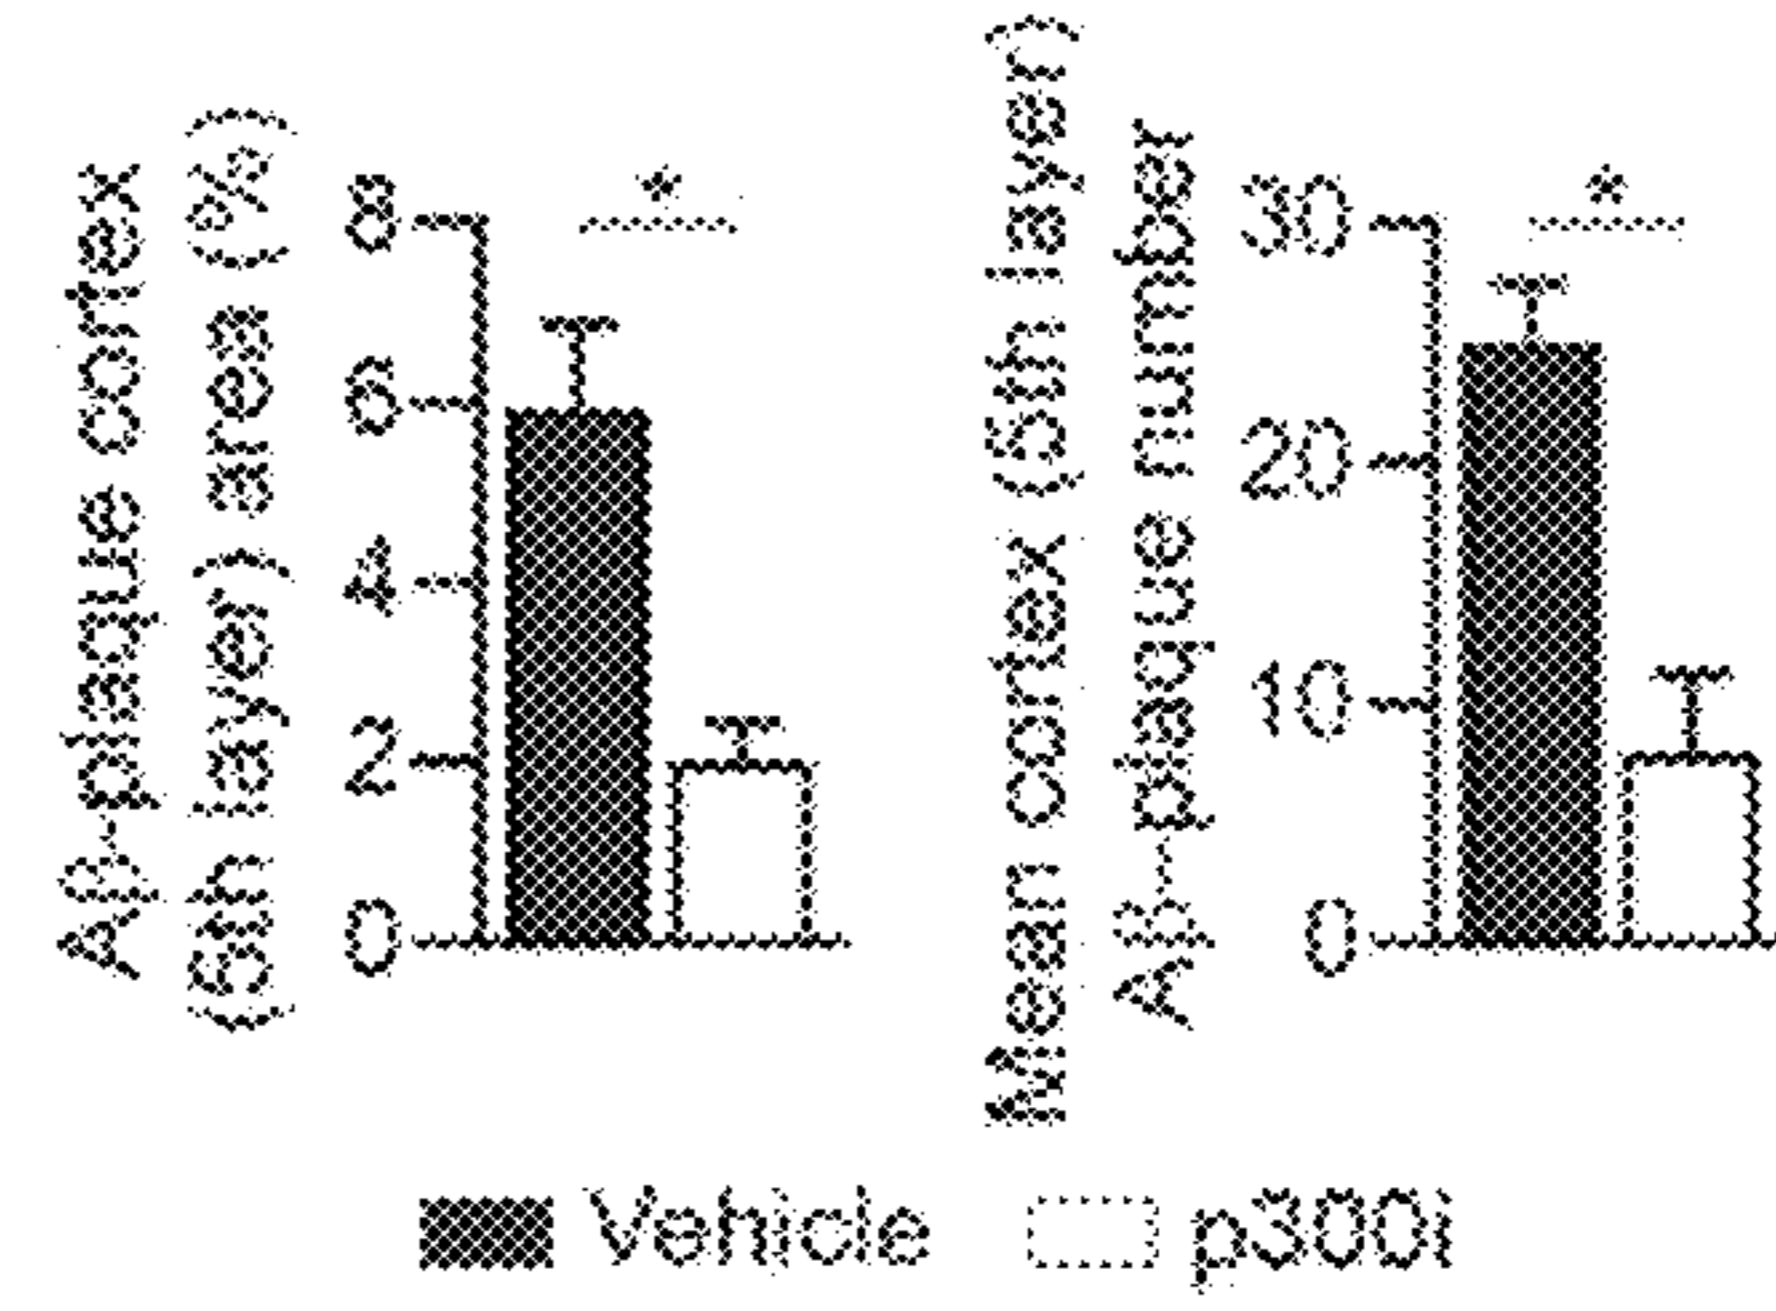 Aβ–plaque cortex
(5th layer) area (%)
8
6
4
2
0
*
Mean cortex (5th layer)
Aβ–plaque number
30
20
10
0
*
Vehicle
p300i